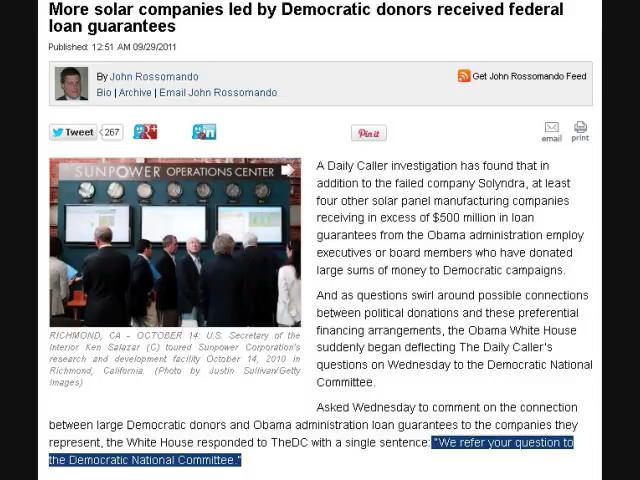 More solar companies led by Democratic donors received federal
loan guarantees
Published: 12:51 AM 09/29/2011
By John Rossomando
Bio | Archive | Email John Rossomando
Get John Rossomando Feed
Tweet 267
Pin it
email
print
SUNPOWER OPERATIONS CENTER
RICHMOND, CA - OCTOBER 14: U.S. Secretary of the
Interior Ken Salazar (C) toured Sunpower Corporation's
research and development facility October 14, 2010 in
Richmond, California. (Photo by Justin Sullivan/Getty
Images)
A Daily Caller investigation has found that in
addition to the failed company Solyndra, at least
four other solar panel manufacturing companies
receiving in excess of $500 million in loan
guarantees from the Obama administration employ
executives or board members who have donated
large sums of money to Democratic campaigns.
And as questions swirl around possible connections
between political donations and these preferential
financing arrangements, the Obama White House
suddenly began deflecting The Daily Caller's
questions on Wednesday to the Democratic National
Committee.
Asked Wednesday to comment on the connection
between large Democratic donors and Obama administration loan guarantees to the companies they
represent, the White House responded to TheDC with a single sentence: "We refer your question to
the Democratic National Committee."